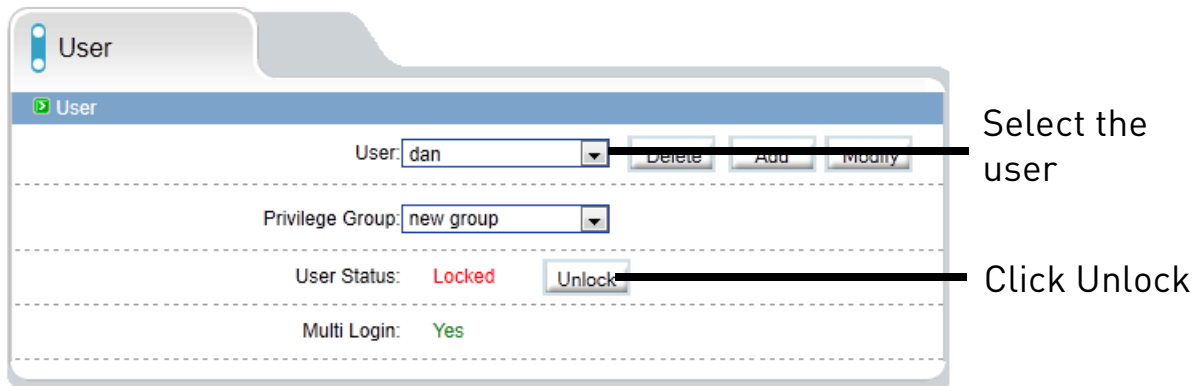 User
User
User: dan Delete Add Modify
Select the
user
Privilege Group: new group
User Status: Locked Unlock
Click Unlock
Multi Login: Yes